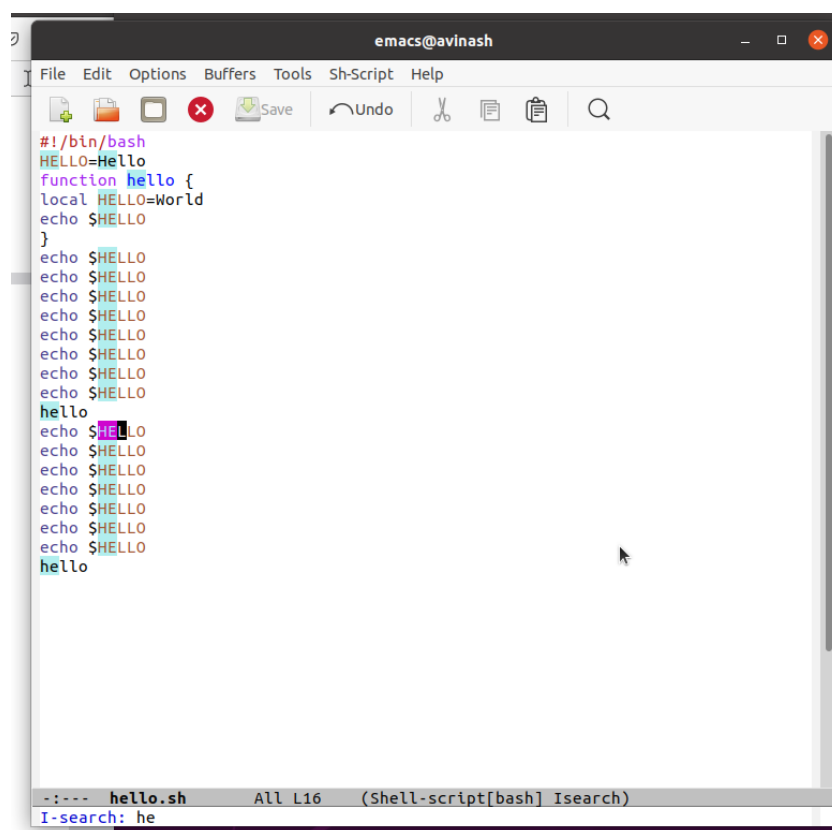 emacs@avinash
File Edit Options Buffers Tools Sh-Script Help
Save Undo
#!/bin/bash
HELLO=Hello
function hello {
local HELLO=World
echo $HELLO
}
echo $HELLO
echo $HELLO
echo $HELLO
echo $HELLO
echo $HELLO
echo $HELLO
echo $HELLO
echo $HELLO
hello
echo $HELLO
echo $HELLO
echo $HELLO
echo $HELLO
echo $HELLO
echo $HELLO
echo $HELLO
hello
-:--- hello.sh All L16 (Shell-script[bash] Isearch)
I-search: he